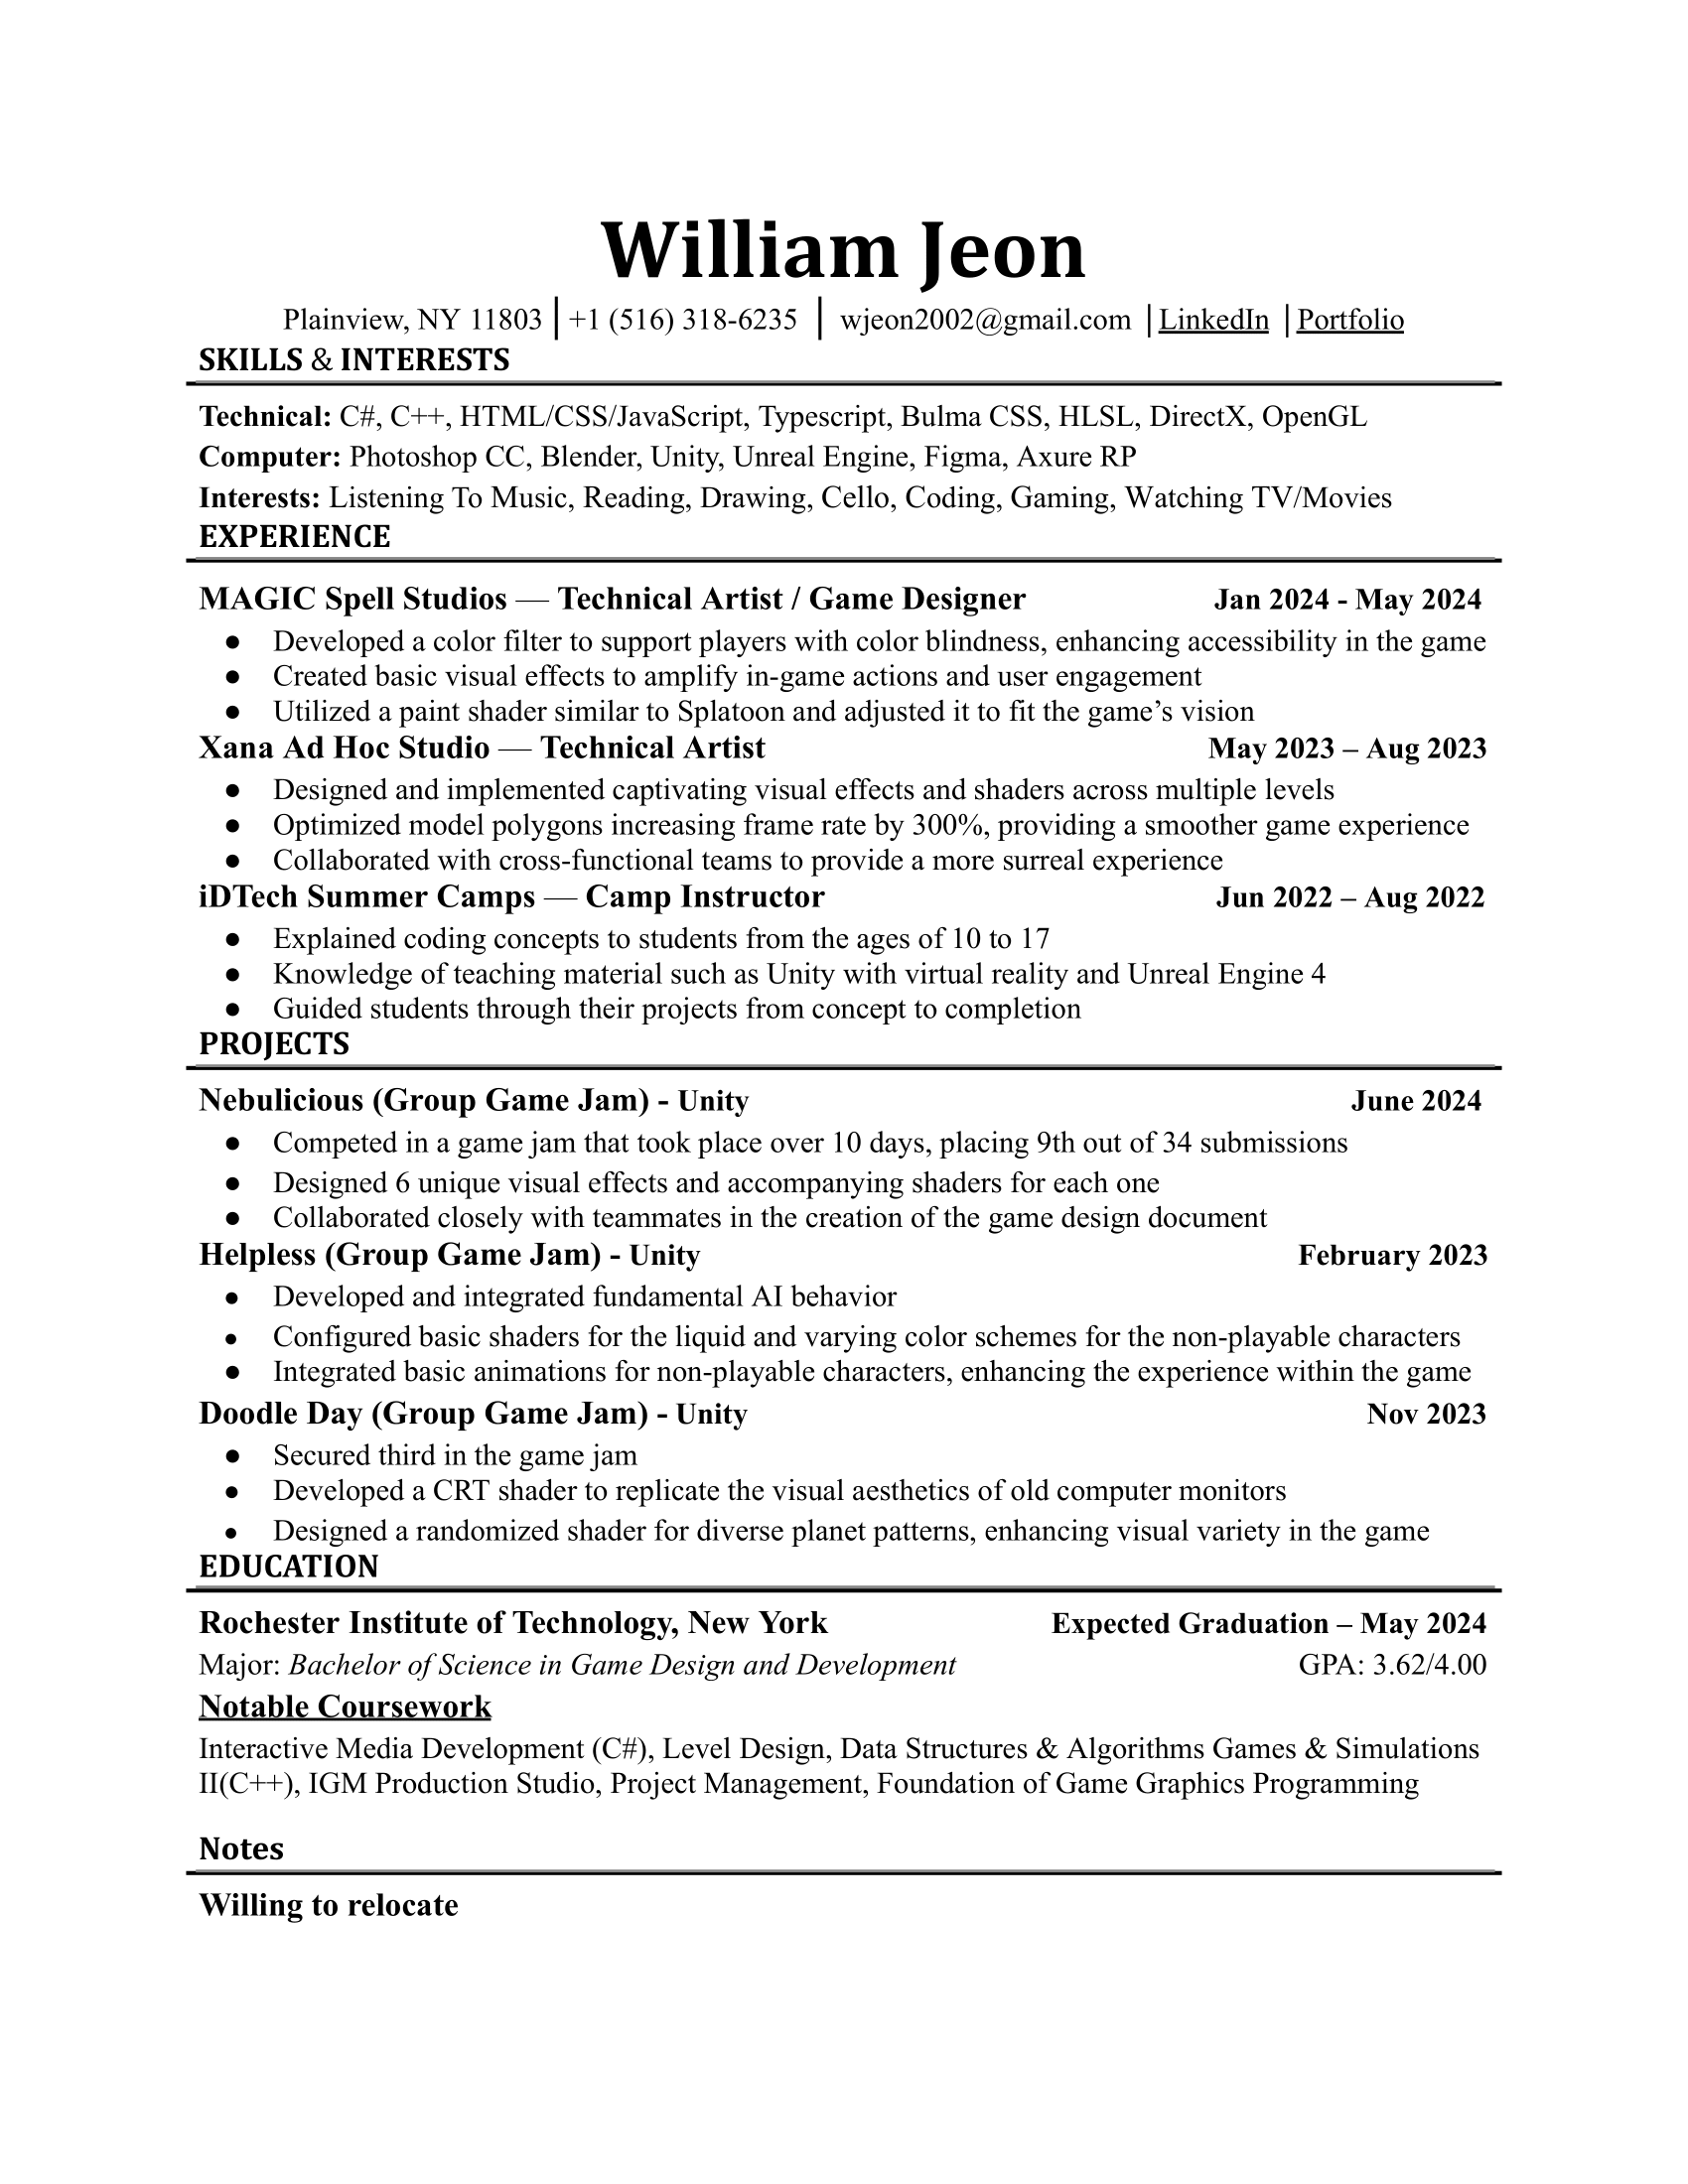 William Jeon
Plainview, NY 11803 | +1 (516) 318-6235 | wjeon2002@gmail.com | LinkedIn | Portfolio
SKILLS & INTERESTS
Technical: C#, C++, HTML/CSS/JavaScript, Typescript, Bulma CSS, HLSL, DirectX, OpenGL
Computer: Photoshop CC, Blender, Unity, Unreal Engine, Figma, Axure RP
Interests: Listening To Music, Reading, Drawing, Cello, Coding, Gaming, Watching TV/Movies
EXPERIENCE
MAGIC Spell Studios — Technical Artist / Game Designer Jan 2024 - May 2024
● Developed a color filter to support players with color blindness, enhancing accessibility in the game
● Created basic visual effects to amplify in-game actions and user engagement
● Utilized a paint shader similar to Splatoon and adjusted it to fit the game’s vision
Xana Ad Hoc Studio — Technical Artist May 2023 – Aug 2023
● Designed and implemented captivating visual effects and shaders across multiple levels
● Optimized model polygons increasing frame rate by 300%, providing a smoother game experience
● Collaborated with cross-functional teams to provide a more surreal experience
iDTech Summer Camps — Camp Instructor Jun 2022 – Aug 2022
● Explained coding concepts to students from the ages of 10 to 17
● Knowledge of teaching material such as Unity with virtual reality and Unreal Engine 4
● Guided students through their projects from concept to completion
PROJECTS
Nebulicious (Group Game Jam) - Unity June 2024
● Competed in a game jam that took place over 10 days, placing 9th out of 34 submissions
● Designed 6 unique visual effects and accompanying shaders for each one
● Collaborated closely with teammates in the creation of the game design document
Helpless (Group Game Jam) - Unity February 2023
● Developed and integrated fundamental AI behavior
● Configured basic shaders for the liquid and varying color schemes for the non-playable characters
● Integrated basic animations for non-playable characters, enhancing the experience within the game
Doodle Day (Group Game Jam) - Unity Nov 2023
● Secured third in the game jam
● Developed a CRT shader to replicate the visual aesthetics of old computer monitors
● Designed a randomized shader for diverse planet patterns, enhancing visual variety in the game
EDUCATION
Rochester Institute of Technology, New York Expected Graduation – May 2024
Major: Bachelor of Science in Game Design and Development GPA: 3.62/4.00
Notable Coursework
Interactive Media Development (C#), Level Design, Data Structures & Algorithms Games & Simulations
II(C++), IGM Production Studio, Project Management, Foundation of Game Graphics Programming
Notes
Willing to relocate